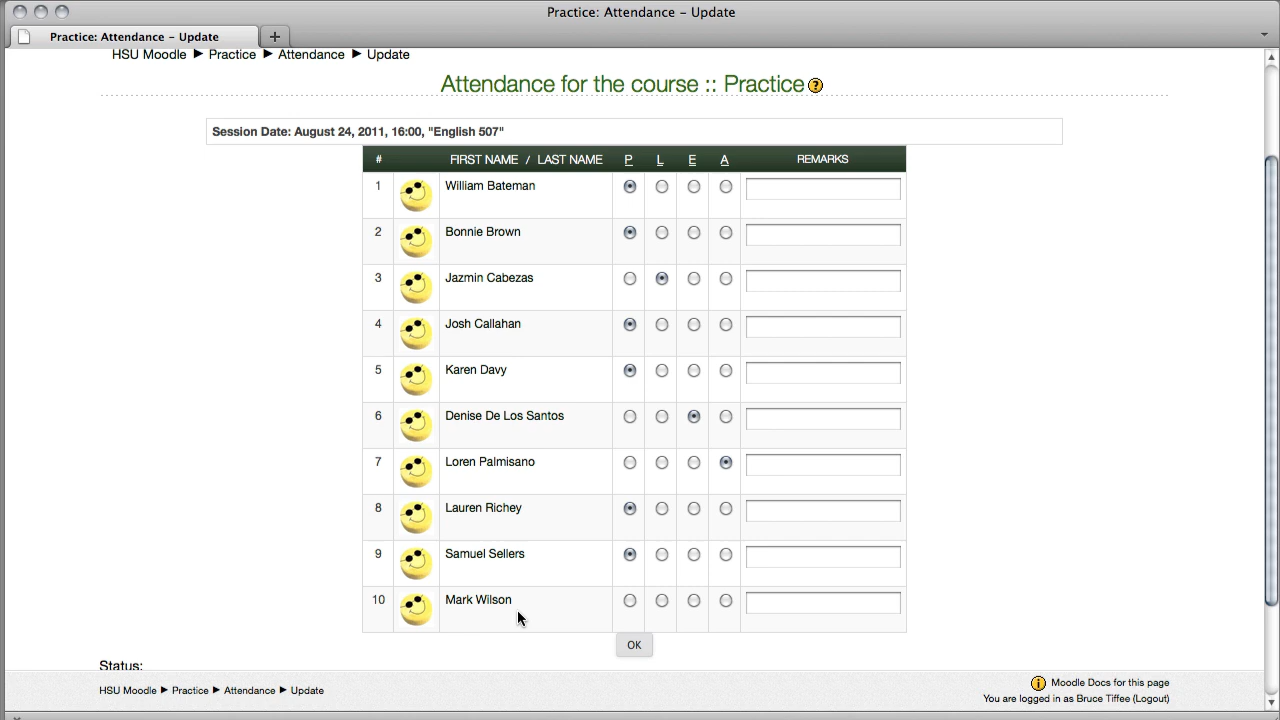 Practice: Attendance – Update
Practice: Attendance – Update
HSU Moodle ► Practice ► Attendance ► Update
Attendance for the course :: Practice
Session Date: August 24, 2011, 16:00, "English 507"
# FIRST NAME / LAST NAME P L E A REMARKS
1 William Bateman
2 Bonnie Brown
3 Jazmin Cabezas
4 Josh Callahan
5 Karen Davy
6 Denise De Los Santos
7 Loren Palmisano
8 Lauren Richey
9 Samuel Sellers
10 Mark Wilson
OK
Status:
HSU Moodle ► Practice ► Attendance ► Update
Moodle Docs for this page
You are logged in as Bruce Tiffee (Logout)